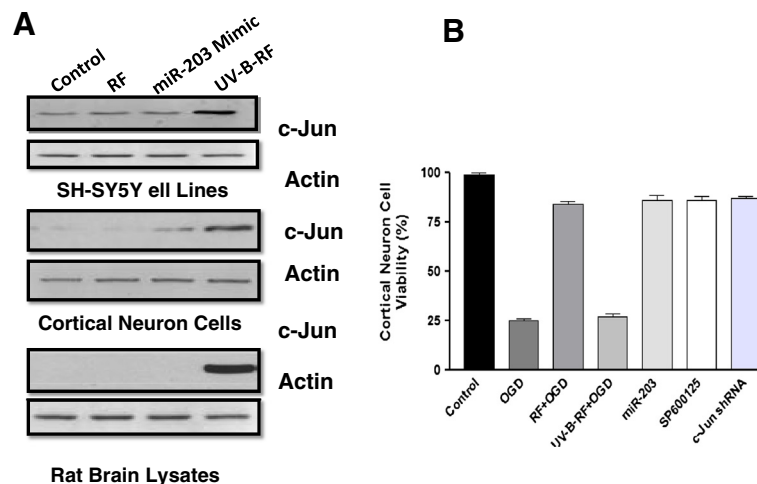 A
Control
RF
miR-203 Mimic
UV-B-RF
c-Jun
Actin
SH-SY5Y ell Lines
c-Jun
Actin
Cortical Neuron Cells
c-Jun
Actin
Rat Brain Lysates
B
Cortical Neuron Cell
Viability (%)
100
75
50
25
0
Control
OGD
RF+OGD
UV-B-RF+OGD
miR-203
SP600125
c-Jun shRNA